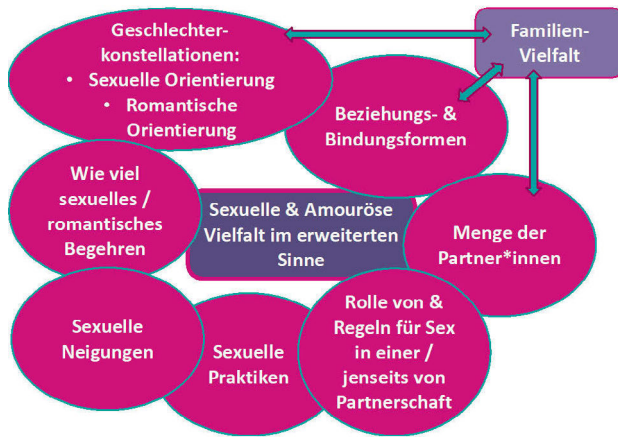 Geschlechter-
konstellationen:
• Sexuelle Orientierung
• Romantische
Orientierung
Familien-
Vielfalt
Beziehungs- &
Bindungsformen
Wie viel
sexuelles /
romantisches
Begehren
Sexuelle & Amouröse
Vielfalt im erweiterten
Sinne
Menge der
Partner*innen
Sexuelle
Neigungen
Sexuelle
Praktiken
Rolle von &
Regeln für Sex
in einer /
jenseits von
Partnerschaft